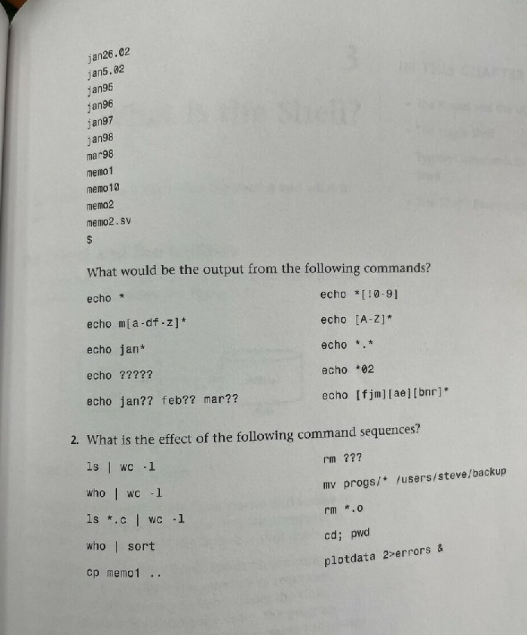 jan26.02
jan5.02
jan95
jan96
jan97
jan98
mar98
memo1
memo10
memo2
memo2.sv
$
What would be the output from the following commands?
echo * echo *[!0-9]
echo m[a-df-z]* echo [A-Z]*
echo jan* echo *.*
echo ????? echo *02
echo jan?? feb?? mar?? echo [fjm][ae][bnr]*
2. What is the effect of the following command sequences?
ls | wc -l rm ???
who | wc -l mv progs/* /users/steve/backup
ls *.c | wc -l rm *.o
who | sort cd; pwd
cp memo1 .. plotdata 2>errors &